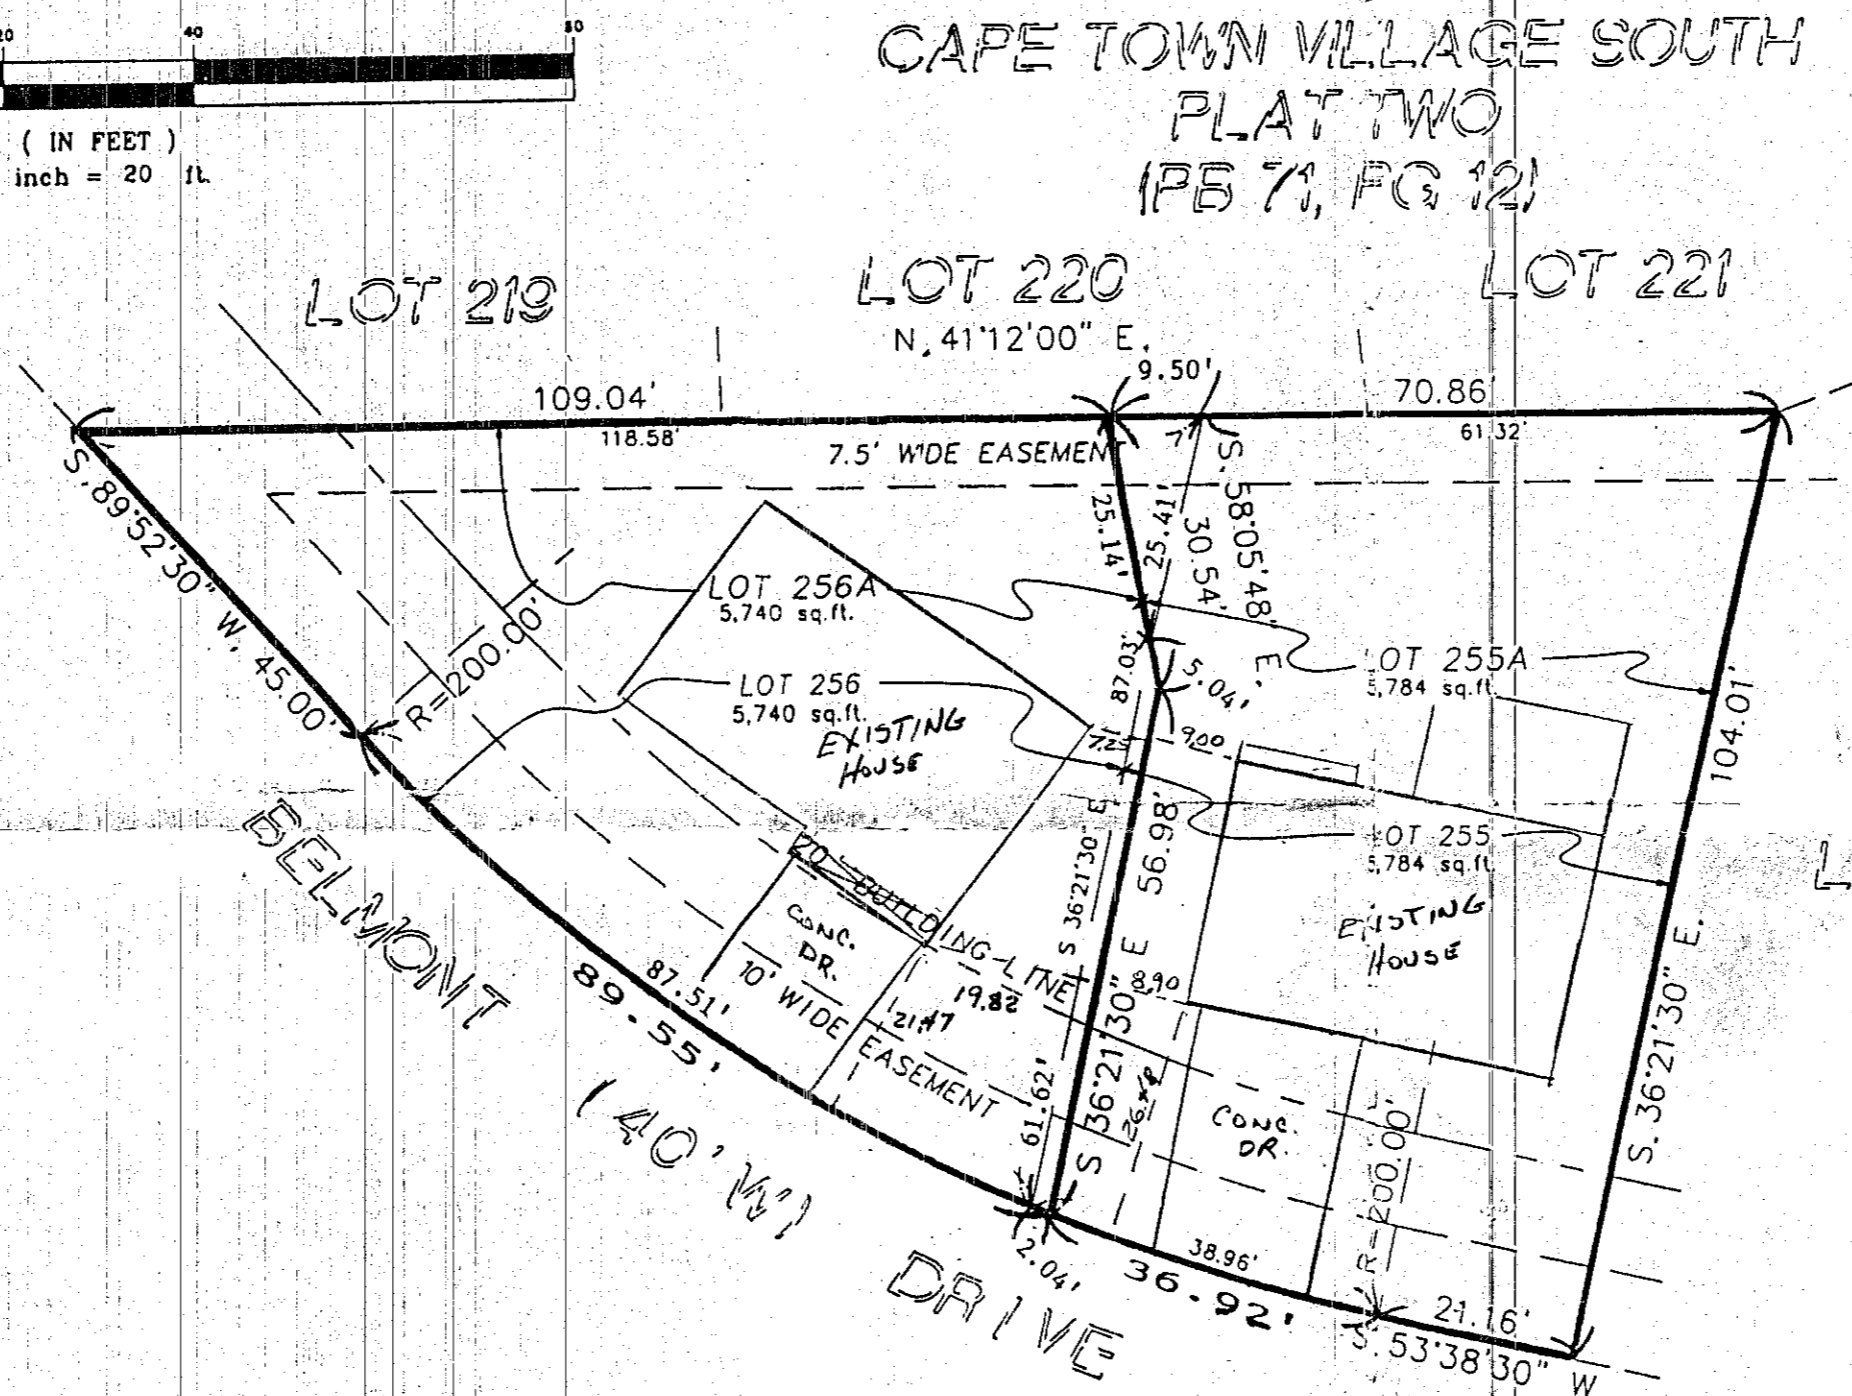 20 40 80
( IN FEET )
inch = 20 ft.
CAPE TOWN VILLAGE SOUTH
PLAT TWO
(PB 71, PG 12)
LOT 219
LOT 220
LOT 221
N. 41°12'00" E.
109.04'
9.50'
70.86'
118.58'
61.32'
7.5' WIDE EASEMENT
S. 89°52'30" W. 45.00'
R=200.00'
25.14'
25.41'
30.54'
S. 58°05'48" E.
LOT 256A
5,740 sq.ft.
LOT 255A
5,784 sq.ft.
87.03'
5.04'
LOT 256
5,740 sq.ft.
EXISTING
HOUSE
7.25
9.00
104.01'
S. 36°21'30" E.
LOT 255
5,784 sq.ft.
EXISTING
HOUSE
S 36°21'30" E
S 36°21'30" E 56.98'
20' BUILDING LINE
CONC.
DR.
10' WIDE EASEMENT
19.82
21.47
8.90
61.62'
CONC.
DR.
R=200.00'
BELMONT
(40' W)
DRIVE
87.51'
89.55'
2.04'
38.96'
36.92'
21.16'
S. 53°38'30" W
L